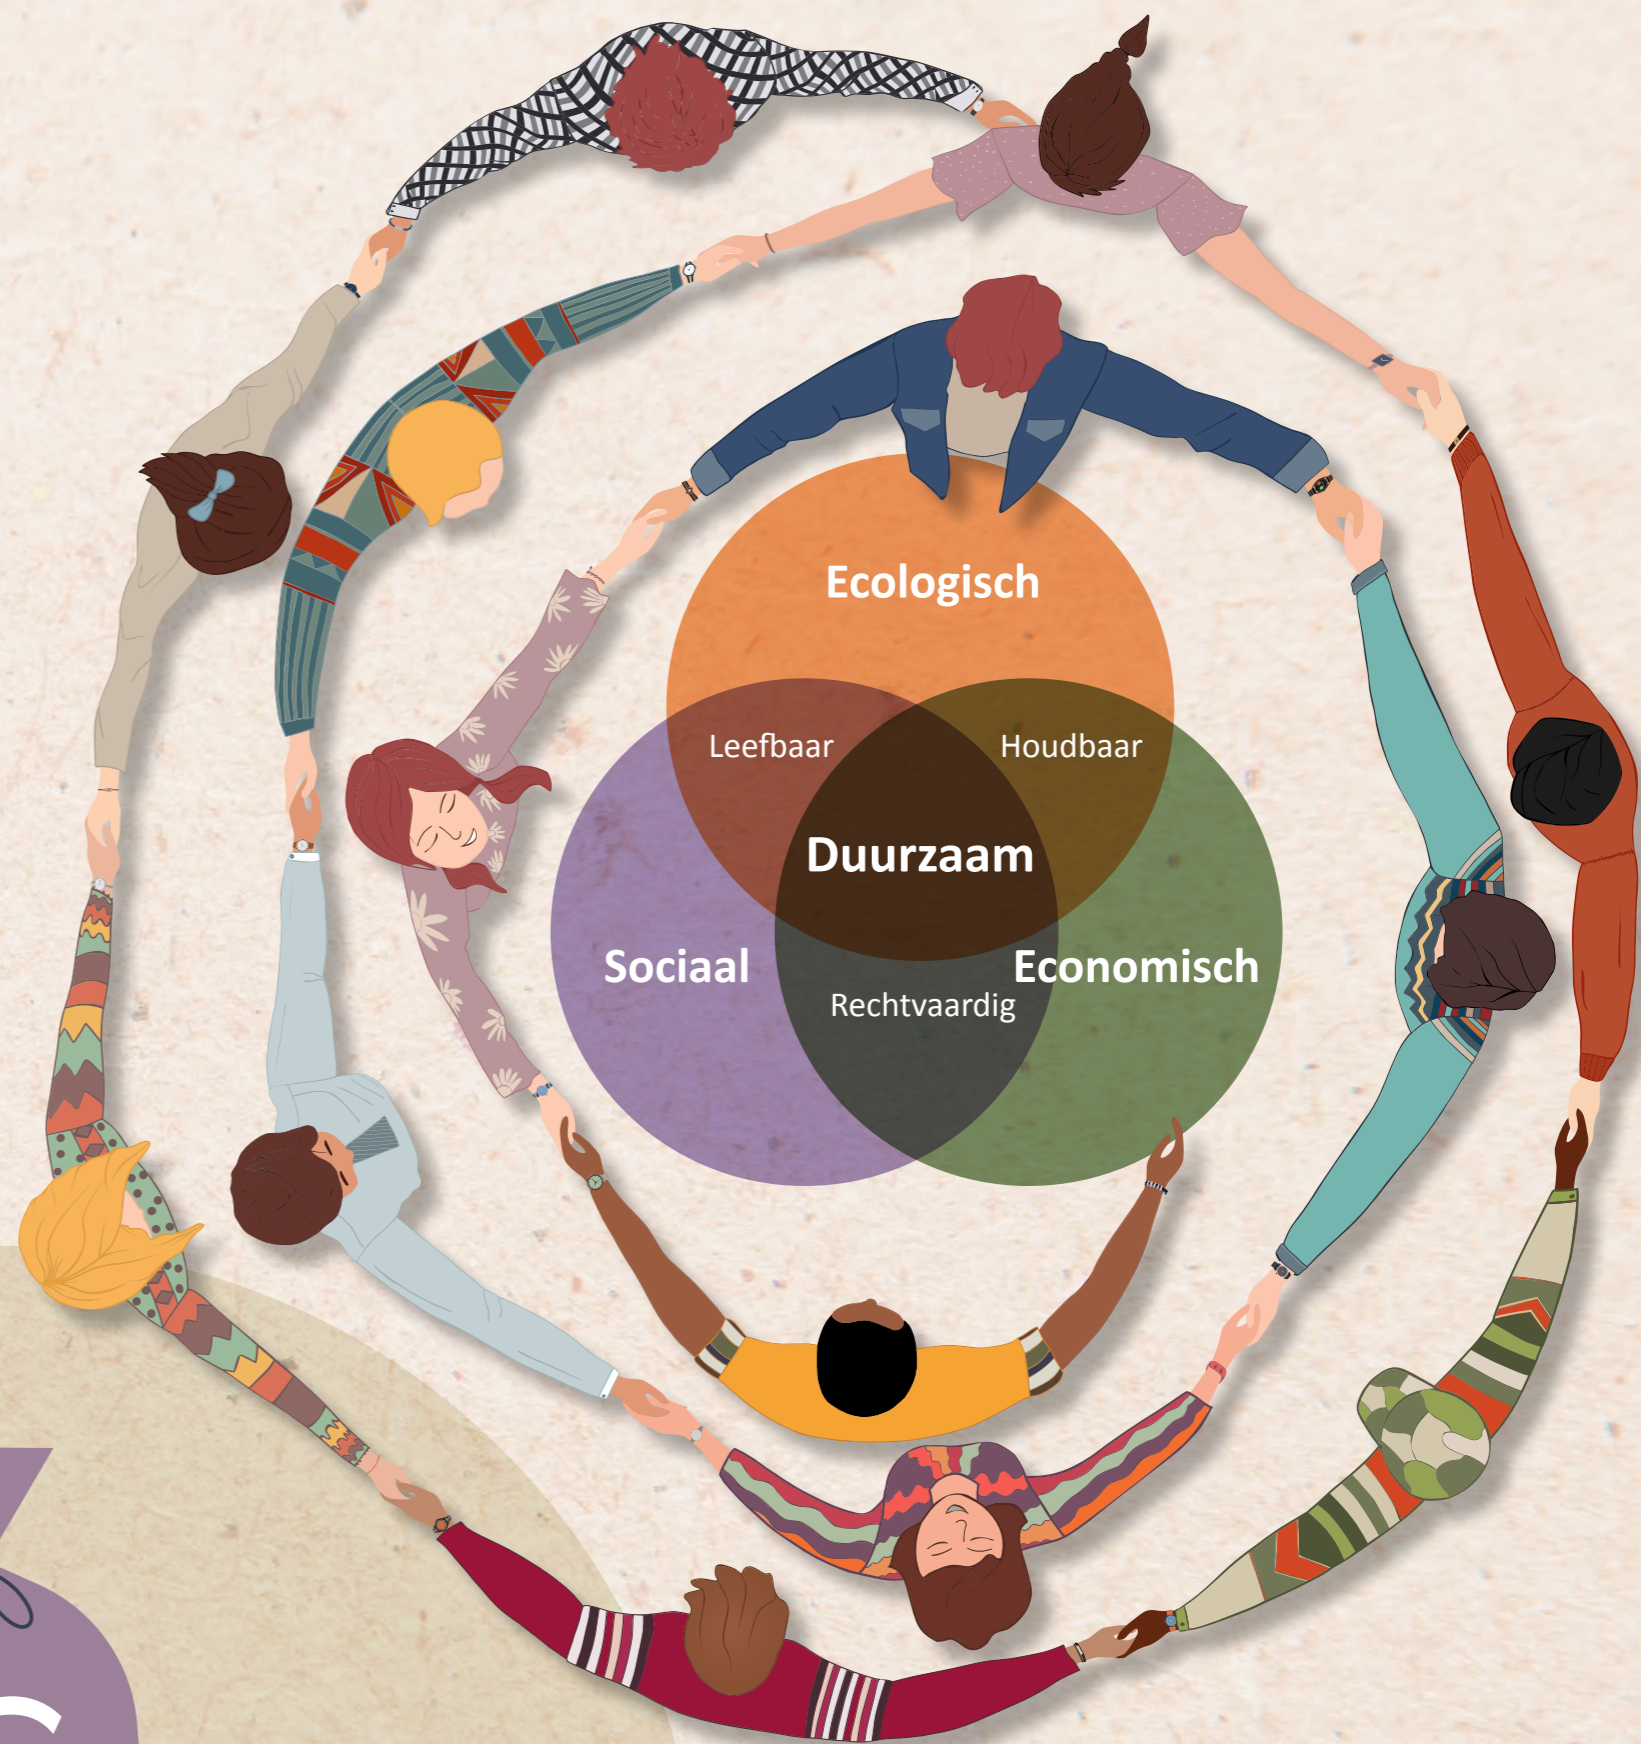 Ecologisch
Leefbaar
Houdbaar
Duurzaam
Sociaal
Economisch
Rechtvaardig